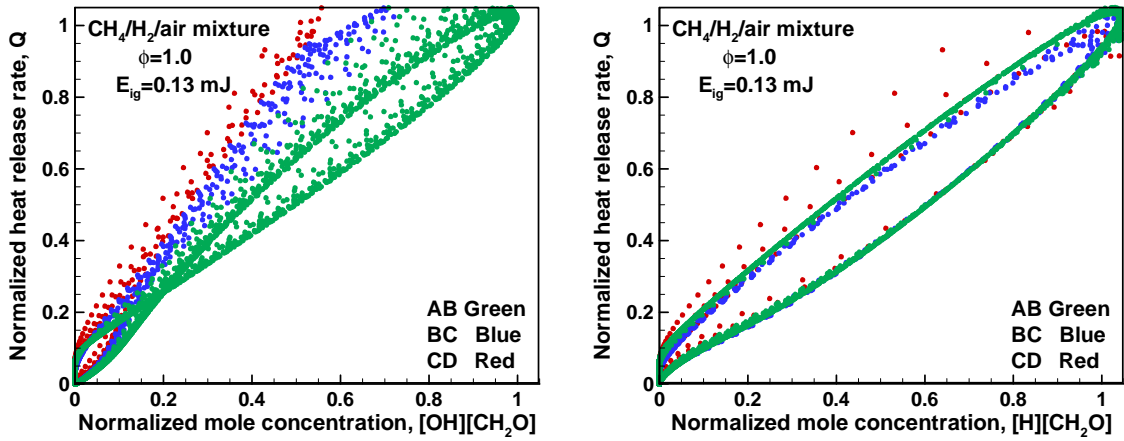 CH₄/H₂/air mixture
ϕ=1.0
E_ig=0.13 mJ
Normalized heat release rate, Q
1
0.8
0.6
0.4
0.2
0
AB Green
BC Blue
CD Red
0 0.2 0.4 0.6 0.8 1
Normalized mole concentration, [OH][CH₂O]
CH₄/H₂/air mixture
ϕ=1.0
E_ig=0.13 mJ
Normalized heat release rate, Q
1
0.8
0.6
0.4
0.2
0
AB Green
BC Blue
CD Red
0 0.2 0.4 0.6 0.8 1
Normalized mole concentration, [H][CH₂O]